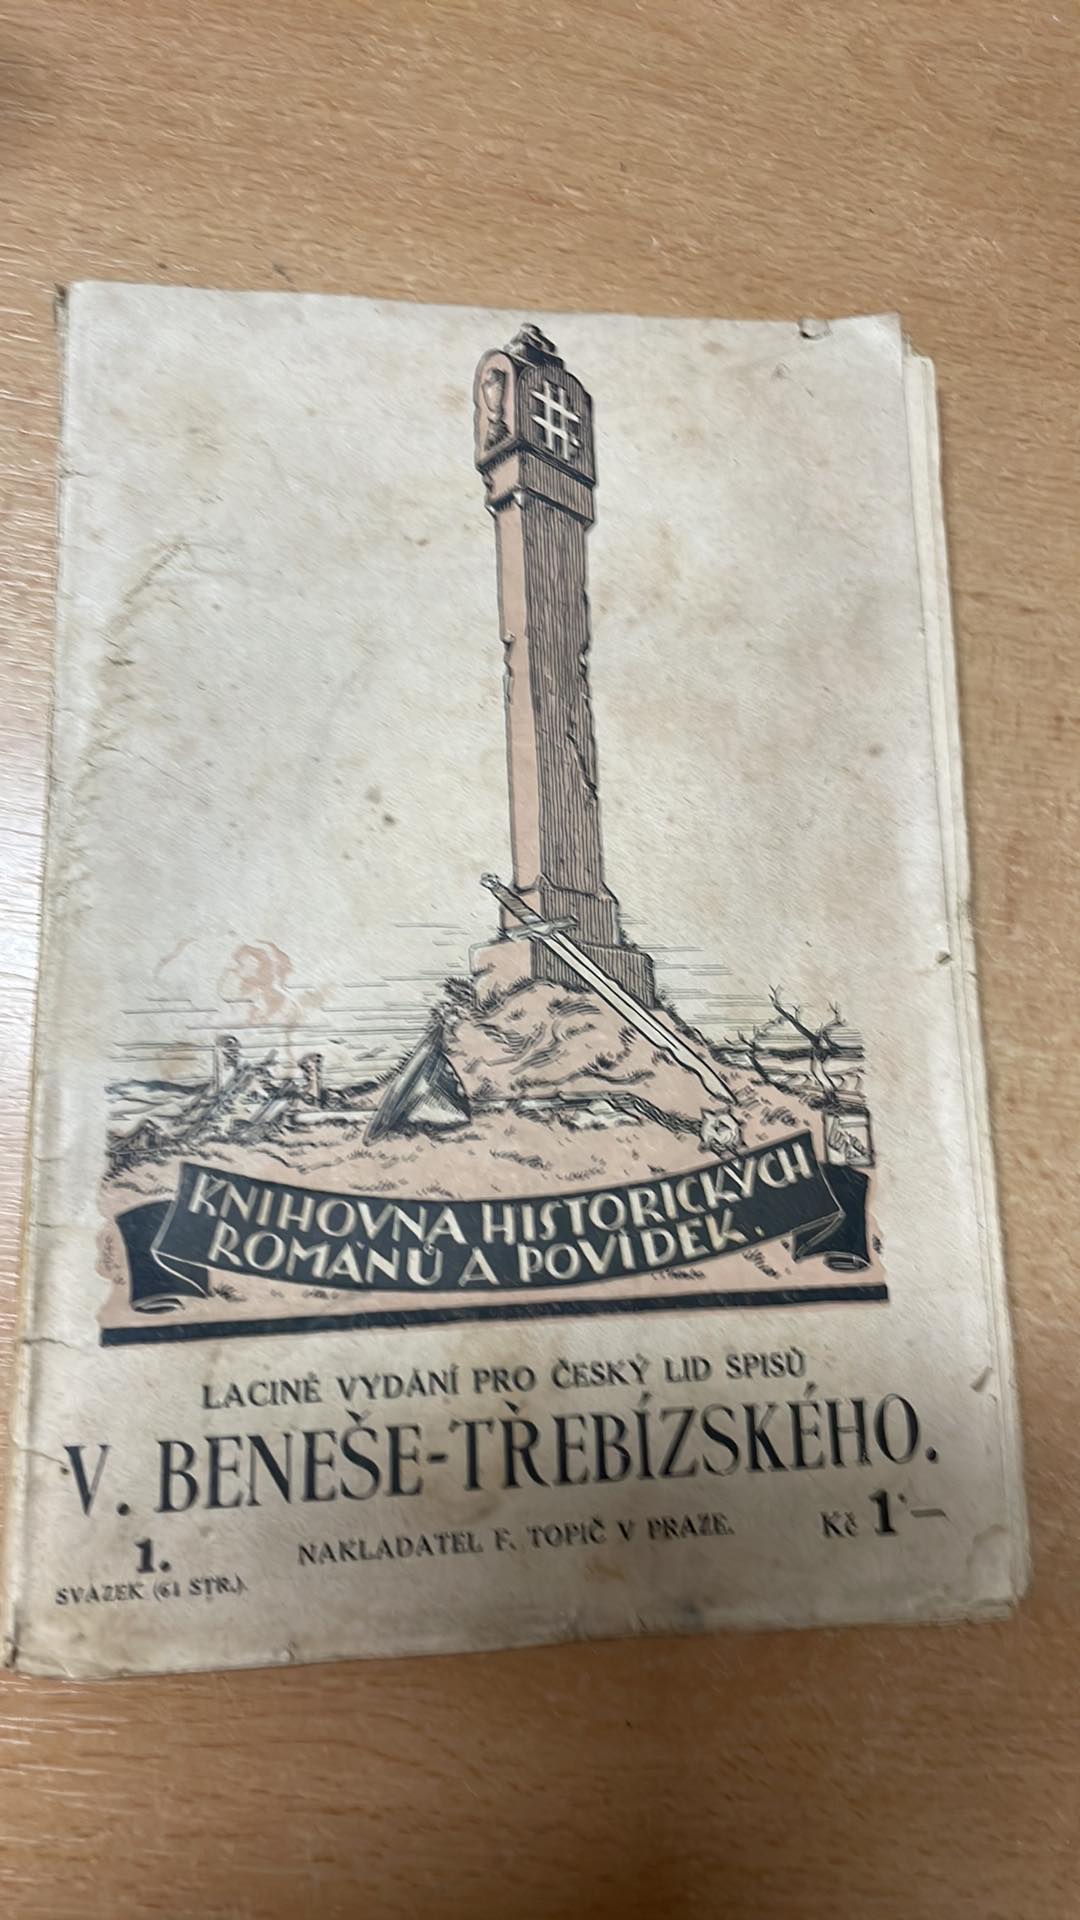 KNIHOVNA HISTORICKÝCH
ROMÁNŮ A POVÍDEK.
LACINÉ VYDÁNÍ PRO ČESKÝ LID SPISŮ
V. BENEŠE-TŘEBÍZSKÉHO.
1.
SVAZEK (61 STR.).
NAKLADATEL F. TOPIČ V PRAZE.
Kč 1·—